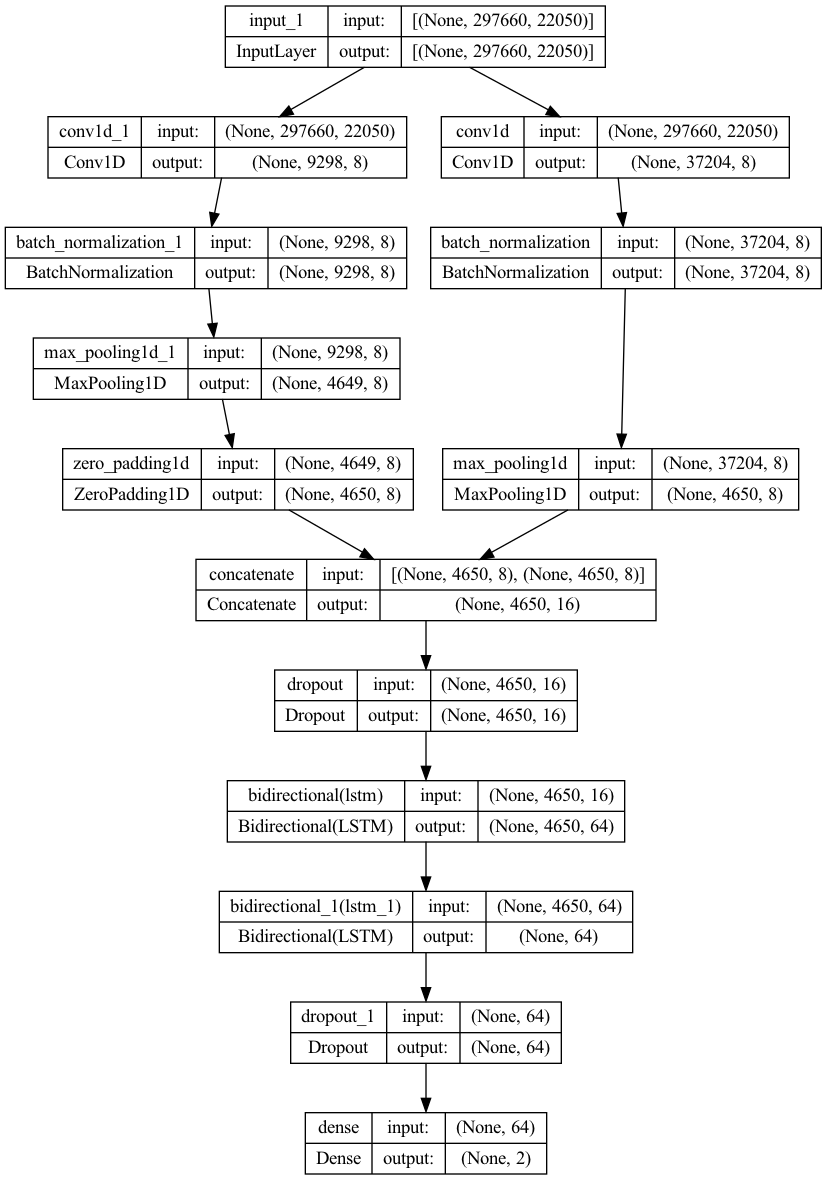 input_1 input: [(None, 297660, 22050)]
InputLayer output: [(None, 297660, 22050)]
conv1d_1 input: (None, 297660, 22050)
Conv1D output: (None, 9298, 8)
conv1d input: (None, 297660, 22050)
Conv1D output: (None, 37204, 8)
batch_normalization_1 input: (None, 9298, 8)
BatchNormalization output: (None, 9298, 8)
batch_normalization input: (None, 37204, 8)
BatchNormalization output: (None, 37204, 8)
max_pooling1d_1 input: (None, 9298, 8)
MaxPooling1D output: (None, 4649, 8)
zero_padding1d input: (None, 4649, 8)
ZeroPadding1D output: (None, 4650, 8)
max_pooling1d input: (None, 37204, 8)
MaxPooling1D output: (None, 4650, 8)
concatenate input: [(None, 4650, 8), (None, 4650, 8)]
Concatenate output: (None, 4650, 16)
dropout input: (None, 4650, 16)
Dropout output: (None, 4650, 16)
bidirectional(lstm) input: (None, 4650, 16)
Bidirectional(LSTM) output: (None, 4650, 64)
bidirectional_1(lstm_1) input: (None, 4650, 64)
Bidirectional(LSTM) output: (None, 64)
dropout_1 input: (None, 64)
Dropout output: (None, 64)
dense input: (None, 64)
Dense output: (None, 2)